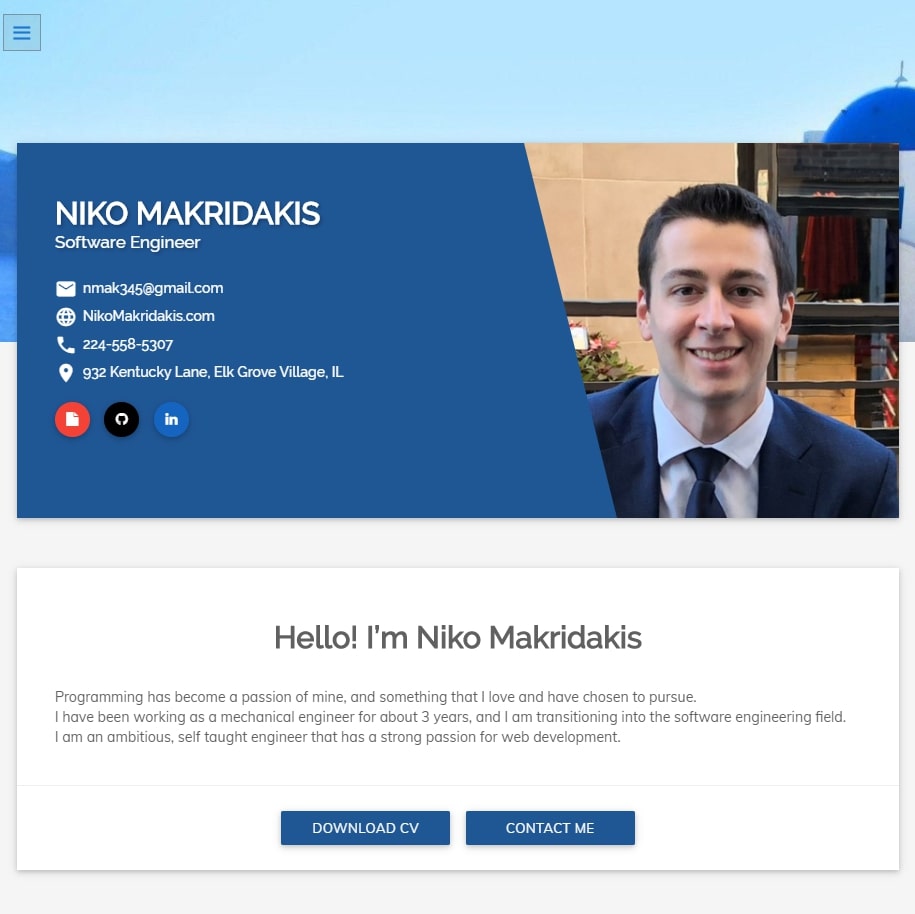 NIKO MAKRIDAKIS
Software Engineer
nmak345@gmail.com
NikoMakridakis.com
224-558-5307
932 Kentucky Lane, Elk Grove Village, IL
in
Hello! I'm Niko Makridakis
Programming has become a passion of mine, and something that I love and have chosen to pursue.
I have been working as a mechanical engineer for about 3 years, and I am transitioning into the software engineering field.
I am an ambitious, self taught engineer that has a strong passion for web development.
DOWNLOAD CV
CONTACT ME